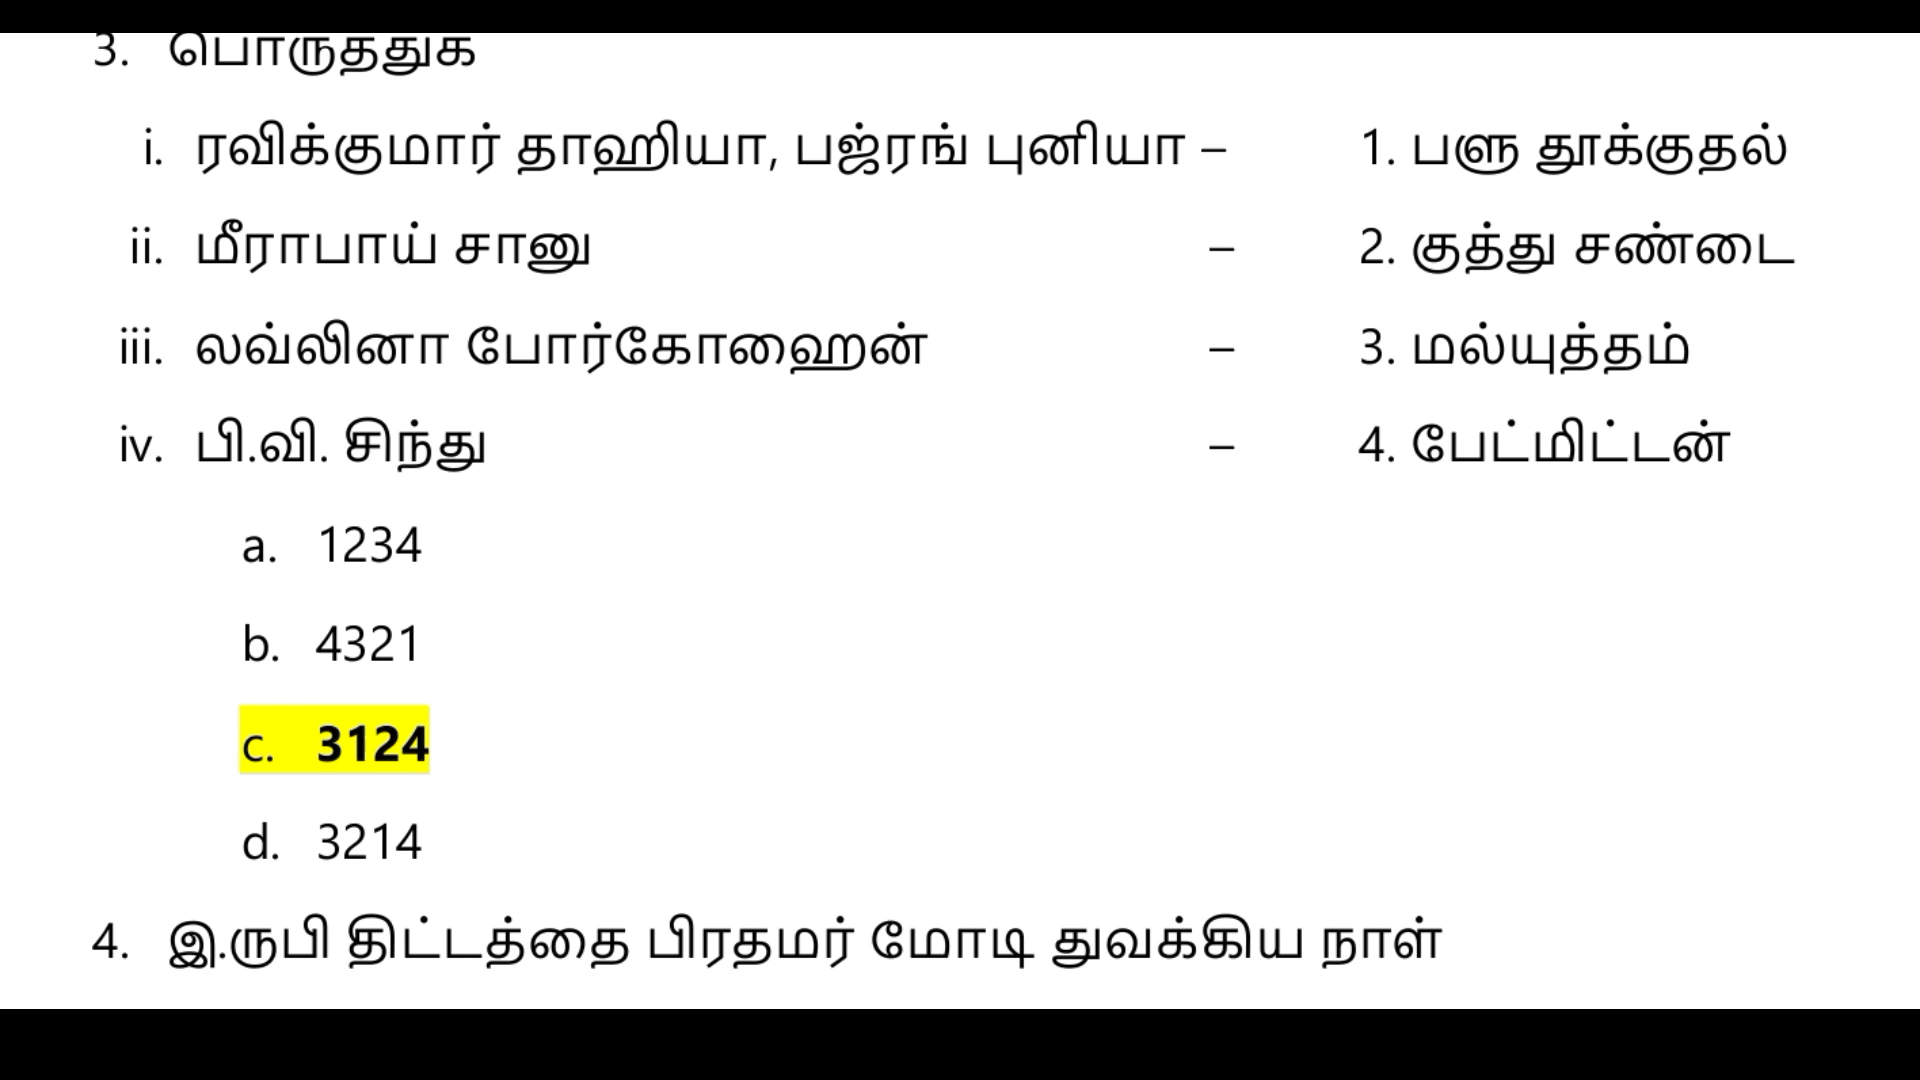 3. பொருத்துக
i. ரவிக்குமார் தாஹியா, பஜ்ரங் புனியா – 1. பளு தூக்குதல்
ii. மீராபாய் சானு – 2. குத்து சண்டை
iii. லவ்லினா போர்கோஹைன் – 3. மல்யுத்தம்
iv. பி.வி. சிந்து – 4. பேட்மிட்டன்
a. 1234
b. 4321
c. 3124
d. 3214
4. இ.ருபி திட்டத்தை பிரதமர் மோடி துவக்கிய நாள்